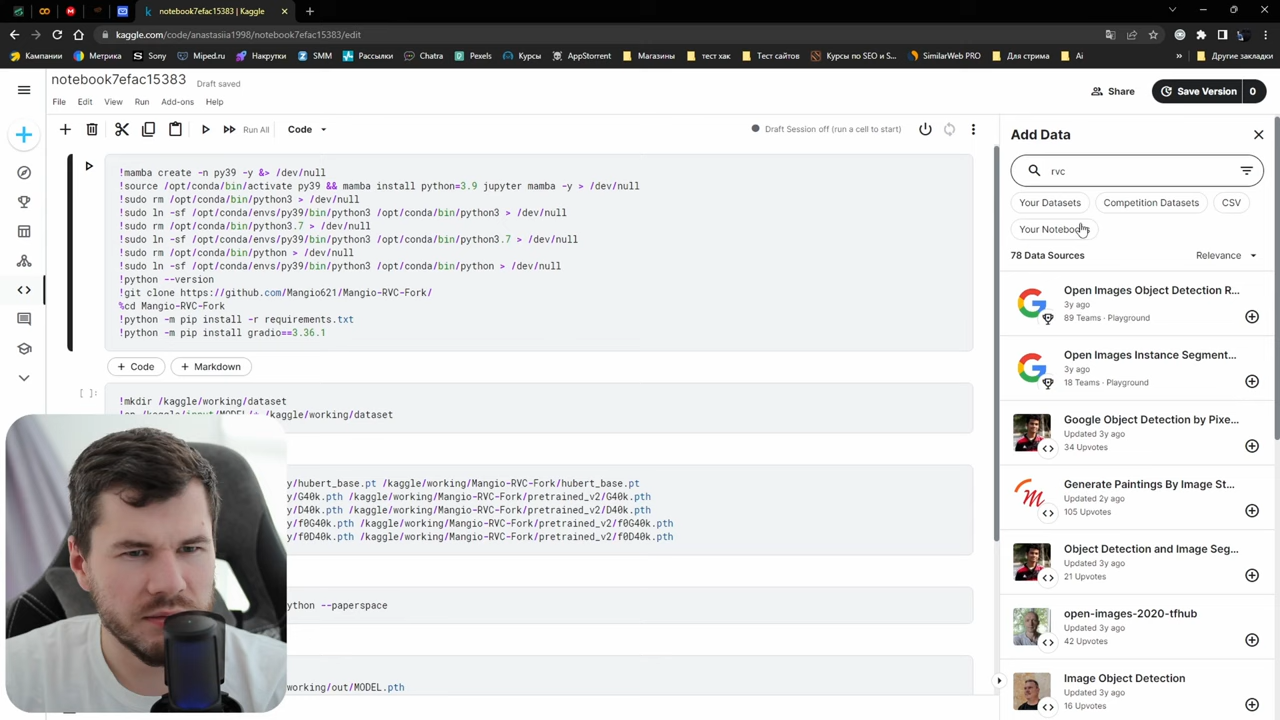 notebook7efac15383 | Kaggle
kaggle.com/code/anastasiia1998/notebook7efac15383/edit
Кампании
Метрика
Sony
Miped.ru
Накрутки
SMM
Рассылки
Chatra
Pexels
Курсы
AppStorrent
Магазины
тест хак
Тест сайтов
Курсы по SEO и S...
SimilarWeb PRO
Для стрима
Ai
Другие закладки
notebook7efac15383
Draft saved
File Edit View Run Add-ons Help
Share
Save Version 0
Run All
Code
Draft Session off (run a cell to start)
!mamba create -n py39 -y &> /dev/null
!source /opt/conda/bin/activate py39 && mamba install python=3.9 jupyter mamba -y > /dev/null
!sudo rm /opt/conda/bin/python3 > /dev/null
!sudo ln -sf /opt/conda/envs/py39/bin/python3 /opt/conda/bin/python3 > /dev/null
!sudo rm /opt/conda/bin/python3.7 > /dev/null
!sudo ln -sf /opt/conda/envs/py39/bin/python3 /opt/conda/bin/python3.7 > /dev/null
!sudo rm /opt/conda/bin/python > /dev/null
!sudo ln -sf /opt/conda/envs/py39/bin/python3 /opt/conda/bin/python > /dev/null
!python --version
!git clone https://github.com/Mangio621/Mangio-RVC-Fork/
%cd Mangio-RVC-Fork
!python -m pip install -r requirements.txt
!python -m pip install gradio==3.36.1
+ Code
+ Markdown
[ ]:
!mkdir /kaggle/working/dataset
/kaggle/input/MODEL/* /kaggle/working/dataset
y/hubert_base.pt /kaggle/working/Mangio-RVC-Fork/hubert_base.pt
y/G40k.pth /kaggle/working/Mangio-RVC-Fork/pretrained_v2/G40k.pth
y/D40k.pth /kaggle/working/Mangio-RVC-Fork/pretrained_v2/D40k.pth
y/f0G40k.pth /kaggle/working/Mangio-RVC-Fork/pretrained_v2/f0G40k.pth
y/f0D40k.pth /kaggle/working/Mangio-RVC-Fork/pretrained_v2/f0D40k.pth
ython --paperspace
working/out/MODEL.pth
Add Data
rvc
Your Datasets
Competition Datasets
CSV
Your Notebooks
78 Data Sources
Relevance
Open Images Object Detection R...
3y ago
89 Teams · Playground
Open Images Instance Segment...
3y ago
18 Teams · Playground
Google Object Detection by Pixe...
Updated 3y ago
34 Upvotes
Generate Paintings By Image St...
Updated 2y ago
105 Upvotes
Object Detection and Image Seg...
Updated 3y ago
21 Upvotes
open-images-2020-tfhub
Updated 3y ago
42 Upvotes
Image Object Detection
Updated 3y ago
16 Upvotes